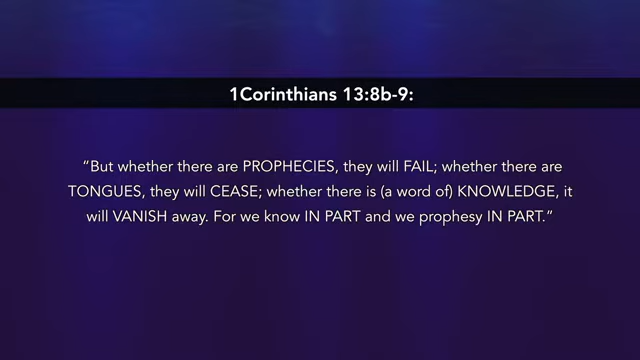 1Corinthians 13:8b-9:
“But whether there are PROPHECIES, they will FAIL; whether there are
TONGUES, they will CEASE; whether there is (a word of) KNOWLEDGE, it
will VANISH away. For we know IN PART and we prophesy IN PART.”